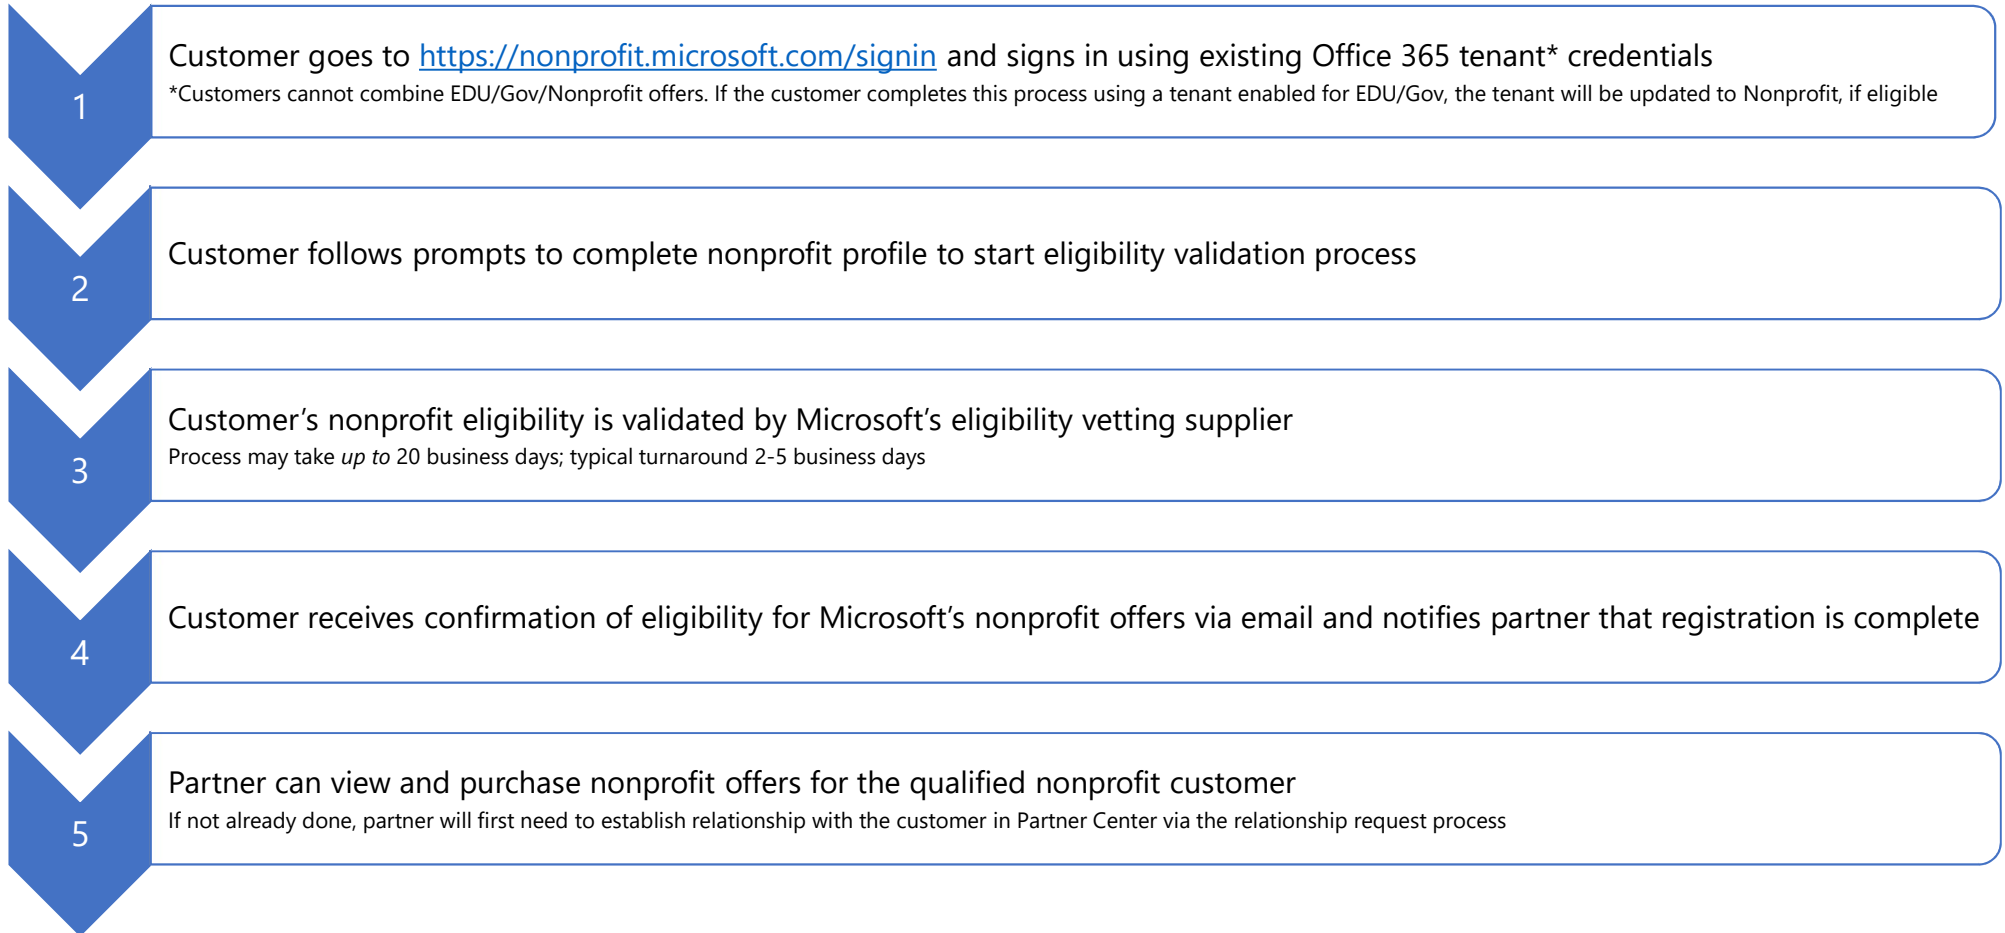 1
Customer goes to https://nonprofit.microsoft.com/signin and signs in using existing Office 365 tenant* credentials
*Customers cannot combine EDU/Gov/Nonprofit offers. If the customer completes this process using a tenant enabled for EDU/Gov, the tenant will be updated to Nonprofit, if eligible
2
Customer follows prompts to complete nonprofit profile to start eligibility validation process
3
Customer’s nonprofit eligibility is validated by Microsoft’s eligibility vetting supplier
Process may take up to 20 business days; typical turnaround 2-5 business days
4
Customer receives confirmation of eligibility for Microsoft’s nonprofit offers via email and notifies partner that registration is complete
5
Partner can view and purchase nonprofit offers for the qualified nonprofit customer
If not already done, partner will first need to establish relationship with the customer in Partner Center via the relationship request process